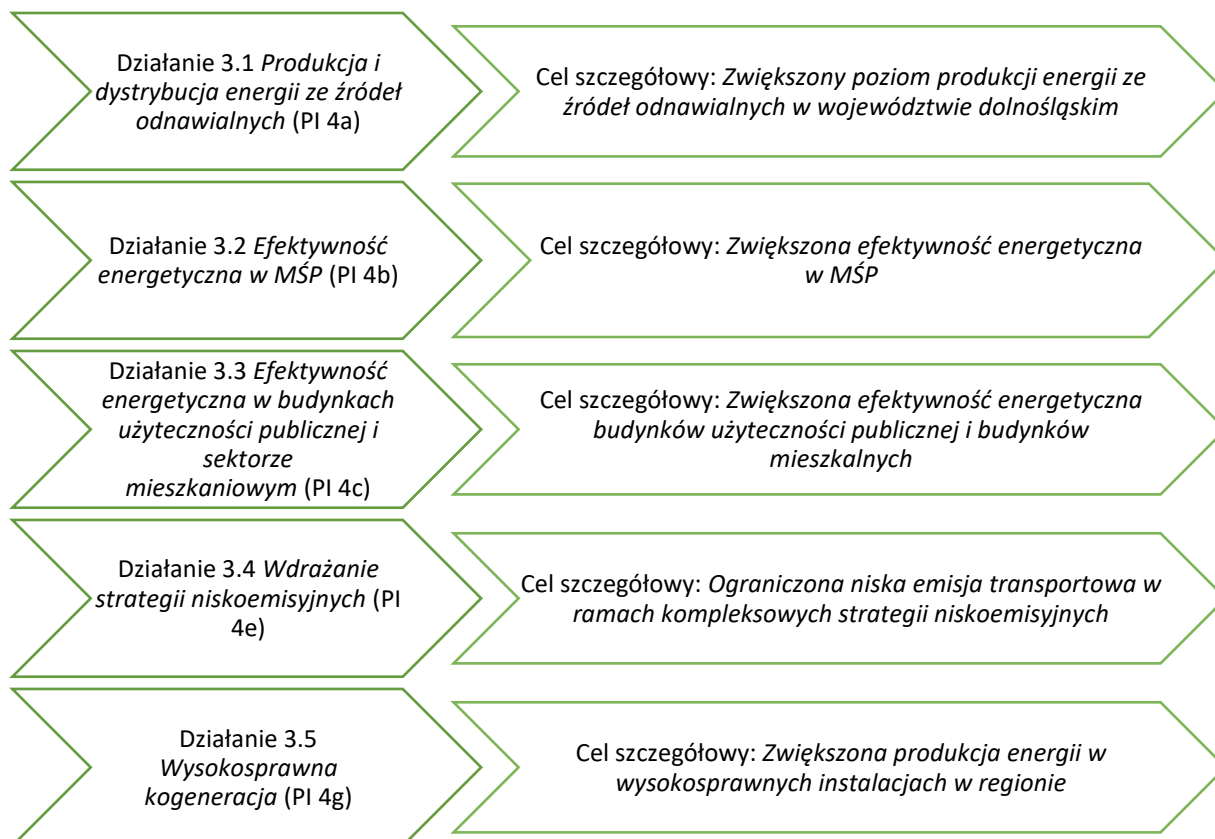 Działanie 3.1 Produkcja i
dystrybucja energii ze źródeł
odnawialnych (PI 4a)
Cel szczegółowy: Zwiększony poziom produkcji energii ze
źródeł odnawialnych w województwie dolnośląskim
Działanie 3.2 Efektywność
energetyczna w MŚP (PI 4b)
Cel szczegółowy: Zwiększona efektywność energetyczna
w MŚP
Działanie 3.3 Efektywność
energetyczna w budynkach
użyteczności publicznej i
sektorze
mieszkaniowym (PI 4c)
Cel szczegółowy: Zwiększona efektywność energetyczna
budynków użyteczności publicznej i budynków
mieszkalnych
Działanie 3.4 Wdrażanie
strategii niskoemisyjnych (PI
4e)
Cel szczegółowy: Ograniczona niska emisja transportowa w
ramach kompleksowych strategii niskoemisyjnych
Działanie 3.5
Wysokosprawna
kogeneracja (PI 4g)
Cel szczegółowy: Zwiększona produkcja energii w
wysokosprawnych instalacjach w regionie